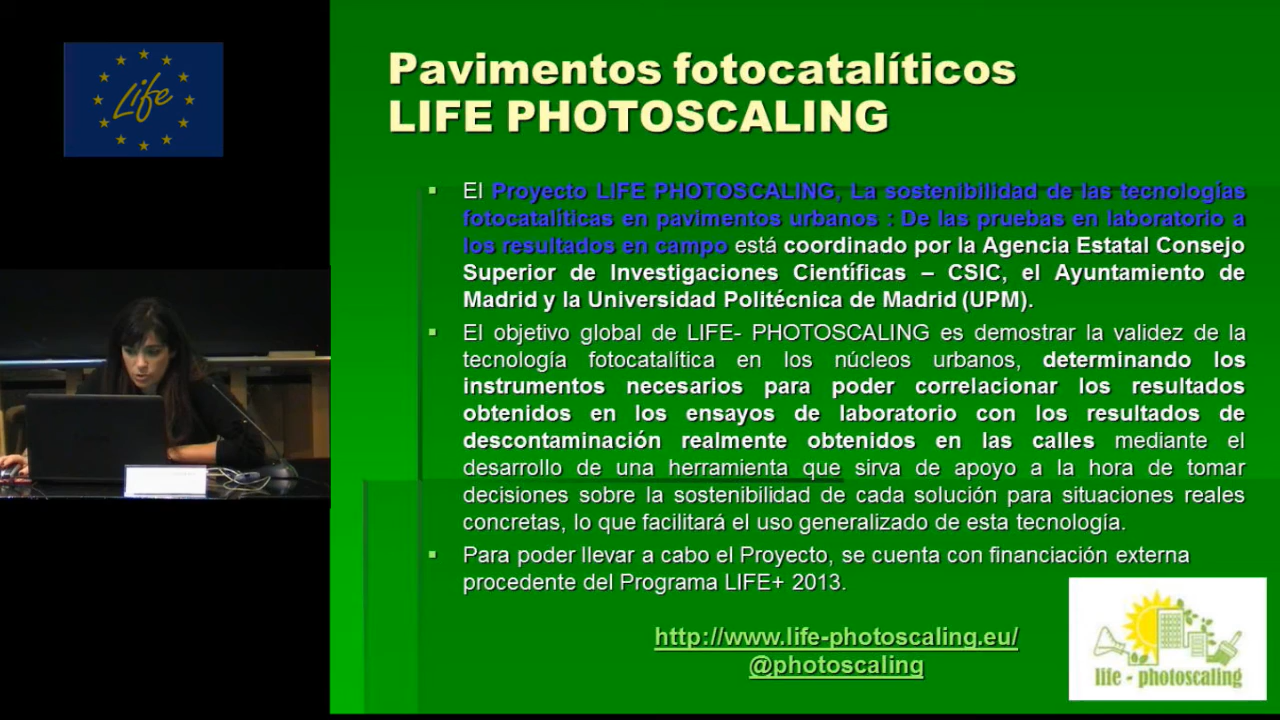 Life
Pavimentos fotocatalíticos
LIFE PHOTOSCALING
El Proyecto LIFE PHOTOSCALING, La sostenibilidad de las tecnologías
fotocatalíticas en pavimentos urbanos : De las pruebas en laboratorio a
los resultados en campo está coordinado por la Agencia Estatal Consejo
Superior de Investigaciones Científicas – CSIC, el Ayuntamiento de
Madrid y la Universidad Politécnica de Madrid (UPM).
El objetivo global de LIFE- PHOTOSCALING es demostrar la validez de la
tecnología fotocatalítica en los núcleos urbanos, determinando los
instrumentos necesarios para poder correlacionar los resultados
obtenidos en los ensayos de laboratorio con los resultados de
descontaminación realmente obtenidos en las calles mediante el
desarrollo de una herramienta que sirva de apoyo a la hora de tomar
decisiones sobre la sostenibilidad de cada solución para situaciones reales
concretas, lo que facilitará el uso generalizado de esta tecnología.
Para poder llevar a cabo el Proyecto, se cuenta con financiación externa
procedente del Programa LIFE+ 2013.
http://www.life-photoscaling.eu/
@photoscaling
life - photoscaling